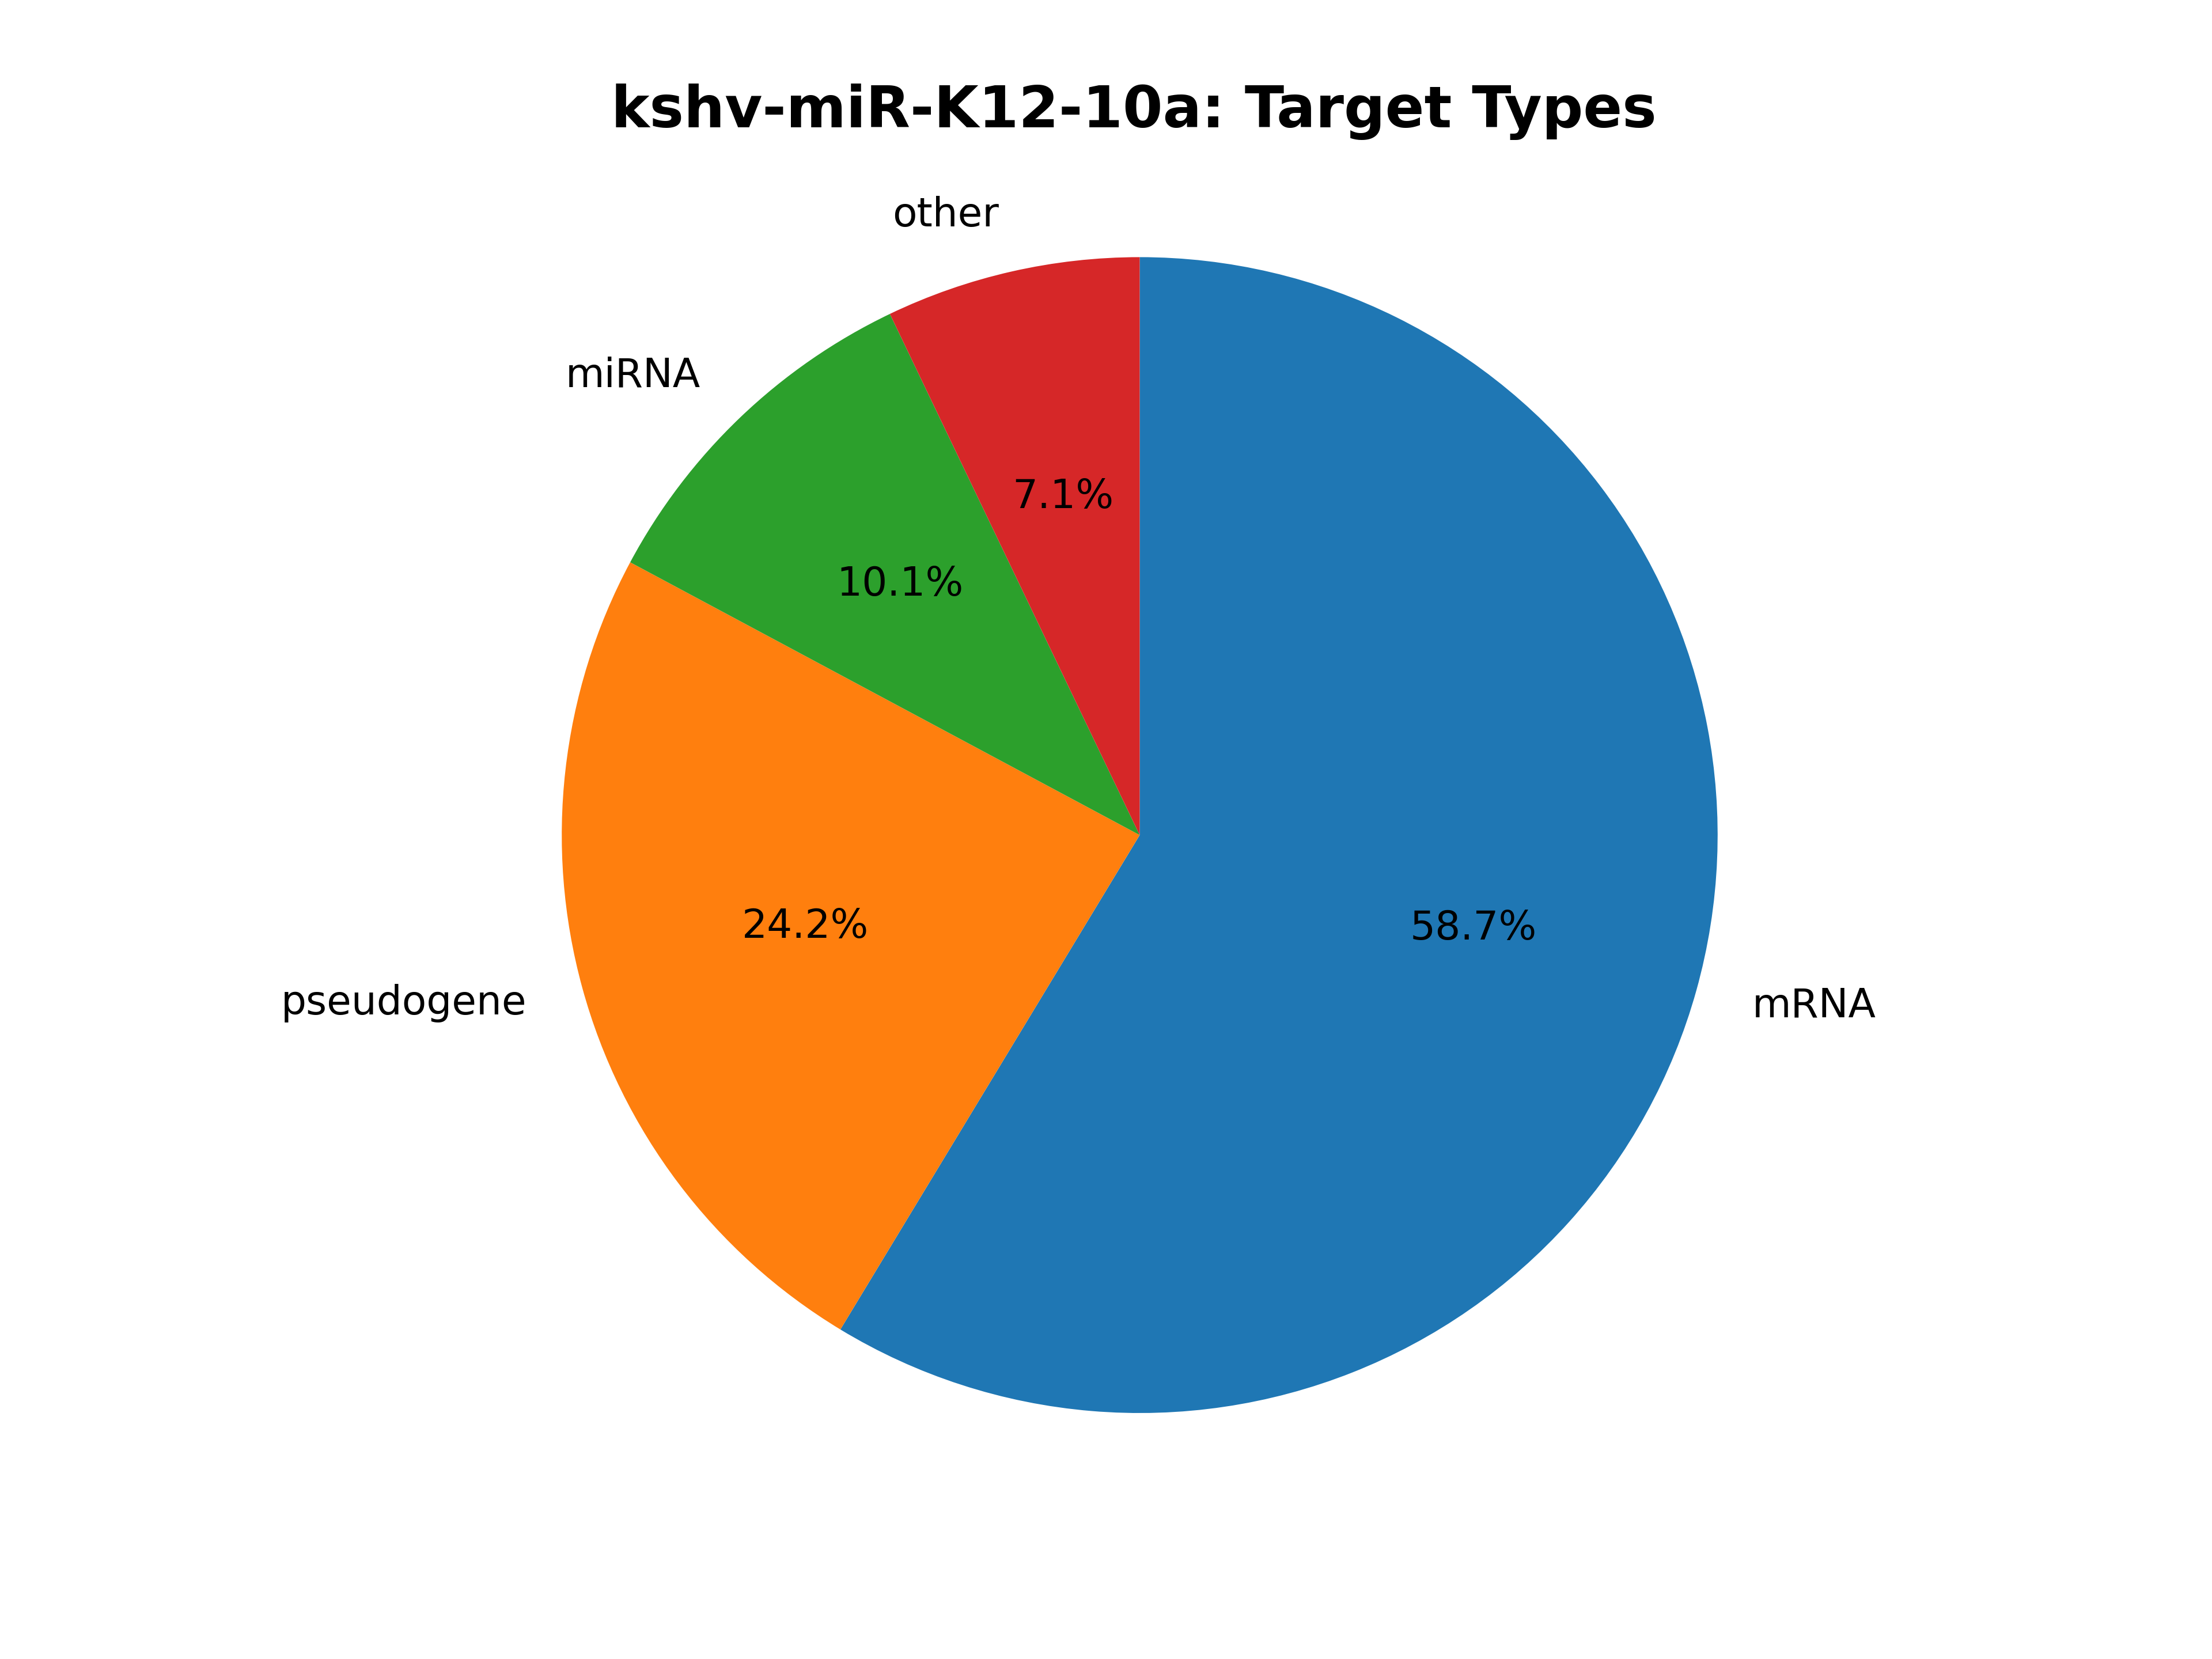 kshv-miR-K12-10a: Target Types
other
miRNA
7.1%
10.1%
24.2%
58.7%
pseudogene
mRNA